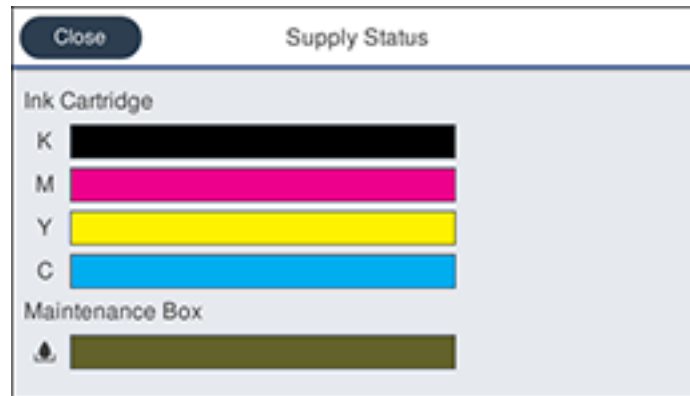 Close
Supply Status
Ink Cartridge
K
M
Y
C
Maintenance Box